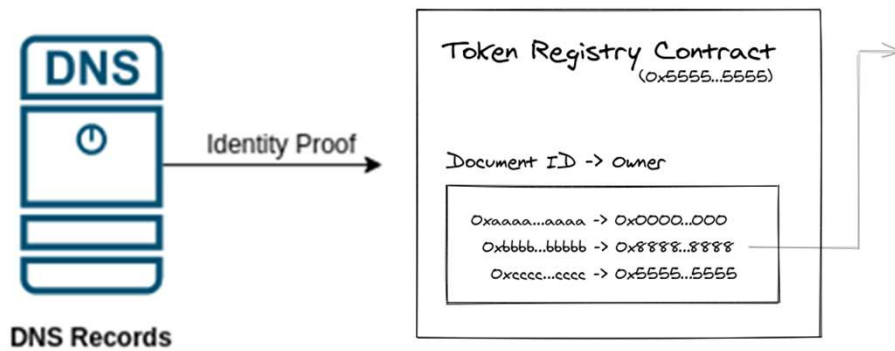 DNS
Identity Proof
DNS Records
Token Registry Contract
(0x5555...5555)
Document ID -> Owner
0xaaaa...aaaa -> 0x0000...000
0xbbbb...bbbbb -> 0x8888...8888
0xcccc...cccc -> 0x5555...5555